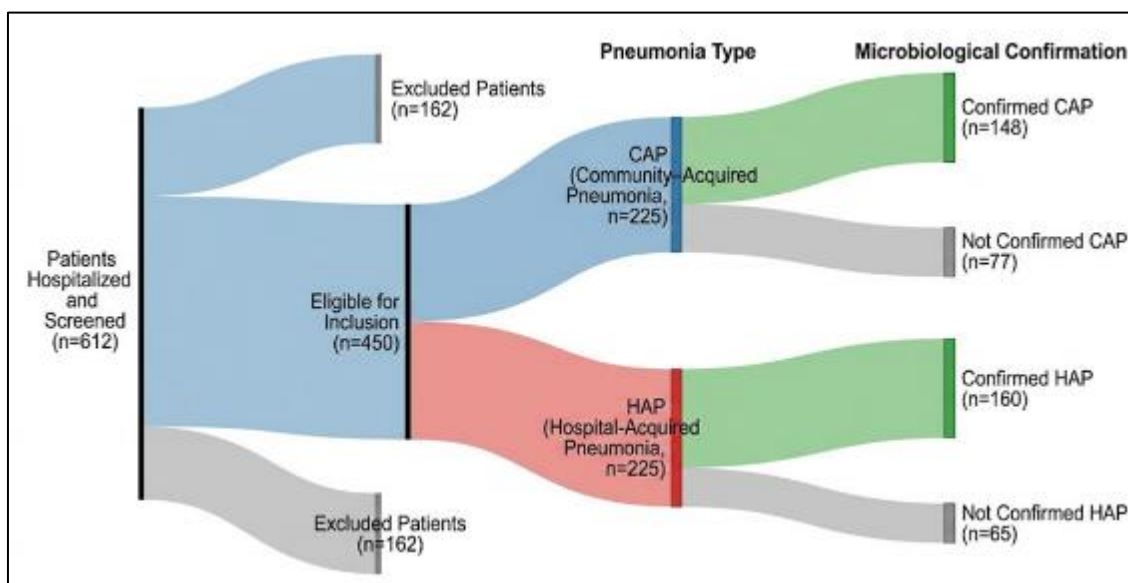 Pneumonia Type
Microbiological Confirmation
Excluded Patients
(n=162)
Confirmed CAP
(n=148)
CAP
(Community-Acquired
Pneumonia,
n=225)
Not Confirmed CAP
(n=77)
Patients
Hospitalized
and
Screened
(n=612)
Eligible for
Inclusion
(n=450)
Confirmed HAP
(n=160)
HAP
(Hospital-Acquired
Pneumonia,
n=225)
Excluded Patients
(n=162)
Not Confirmed HAP
(n=65)